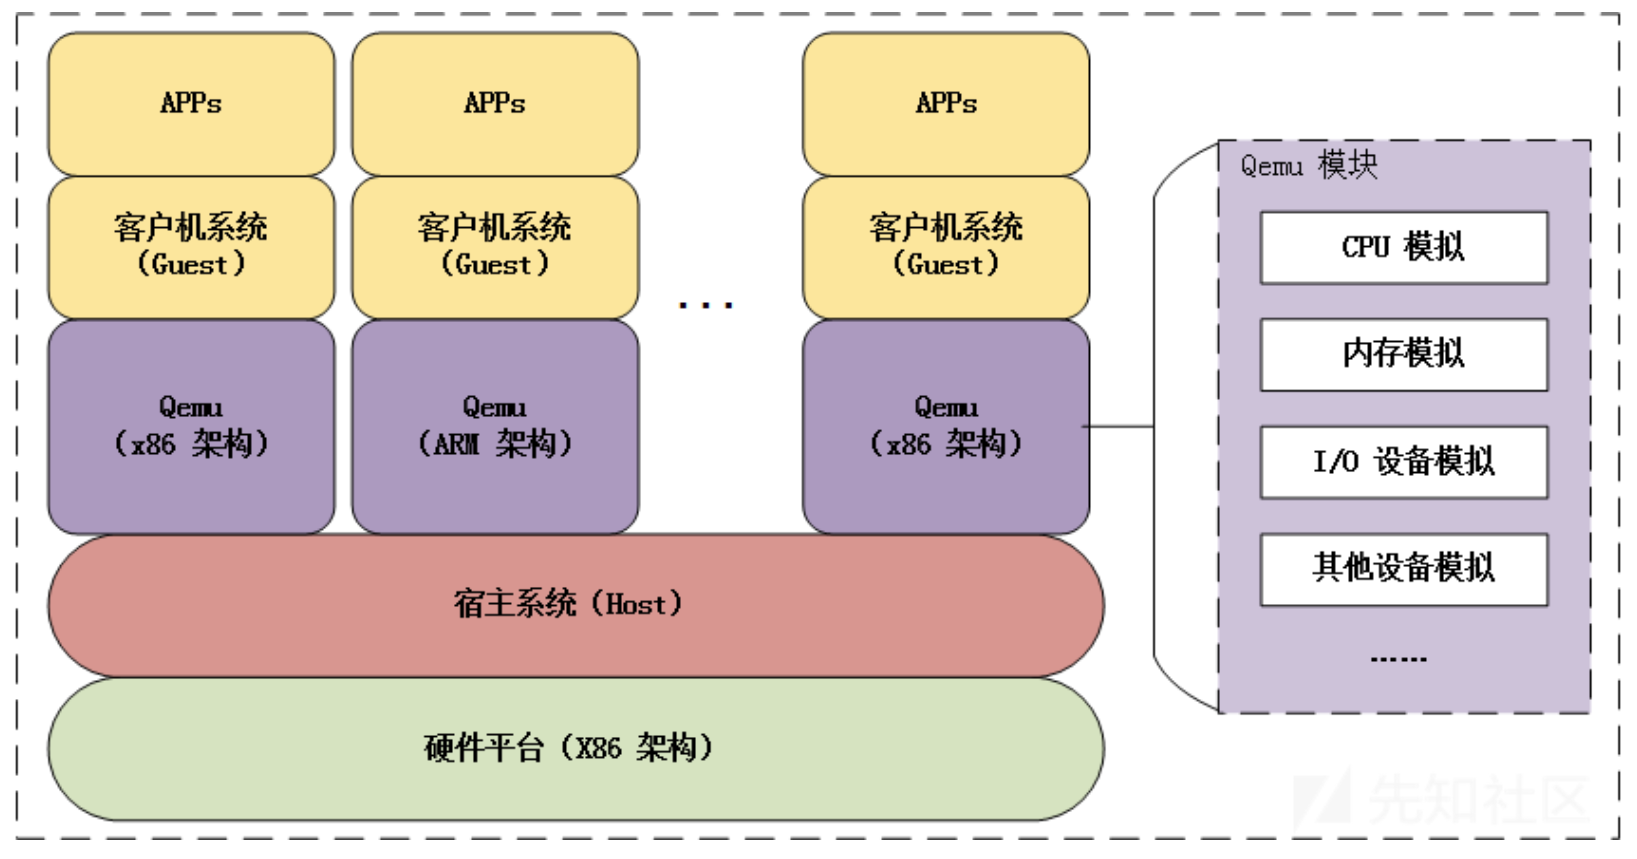 APPs
APPs
APPs
客户机系统
（Guest）
客户机系统
（Guest）
客户机系统
（Guest）
...
Qemu
（x86 架构）
Qemu
（ARM 架构）
Qemu
（x86 架构）
宿主系统（Host）
硬件平台（X86 架构）
Qemu 模块
CPU 模拟
内存模拟
I/O 设备模拟
其他设备模拟
……
先知社区